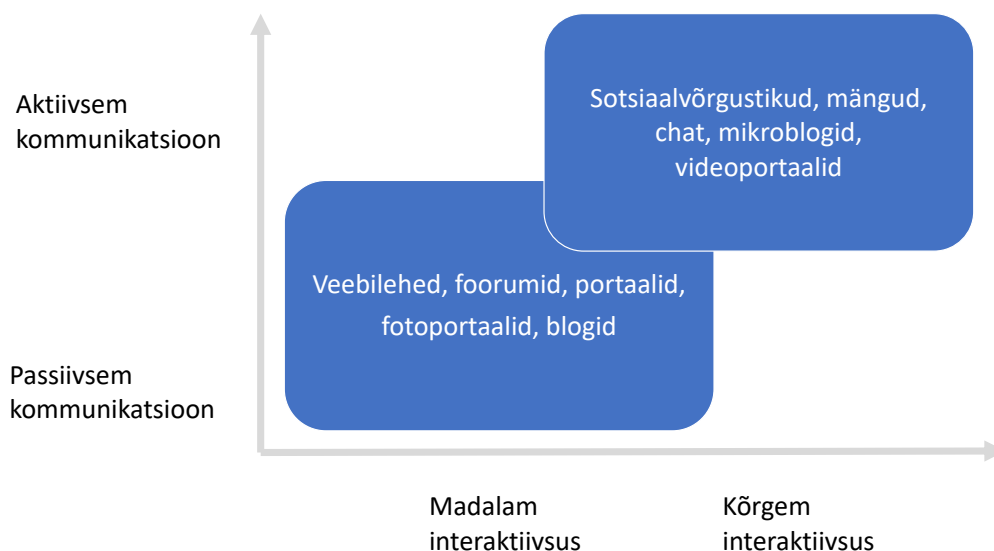 Aktiivsem
kommunikatsioon
Sotsiaalvõrgustikud, mängud,
chat, mikroblogid,
videoportaalid
Veebilehed, foorumid, portaalid,
fotoportaalid, blogid
Passiivsem
kommunikatsioon
Madalam
interaktiivsus
Kõrgem
interaktiivsus